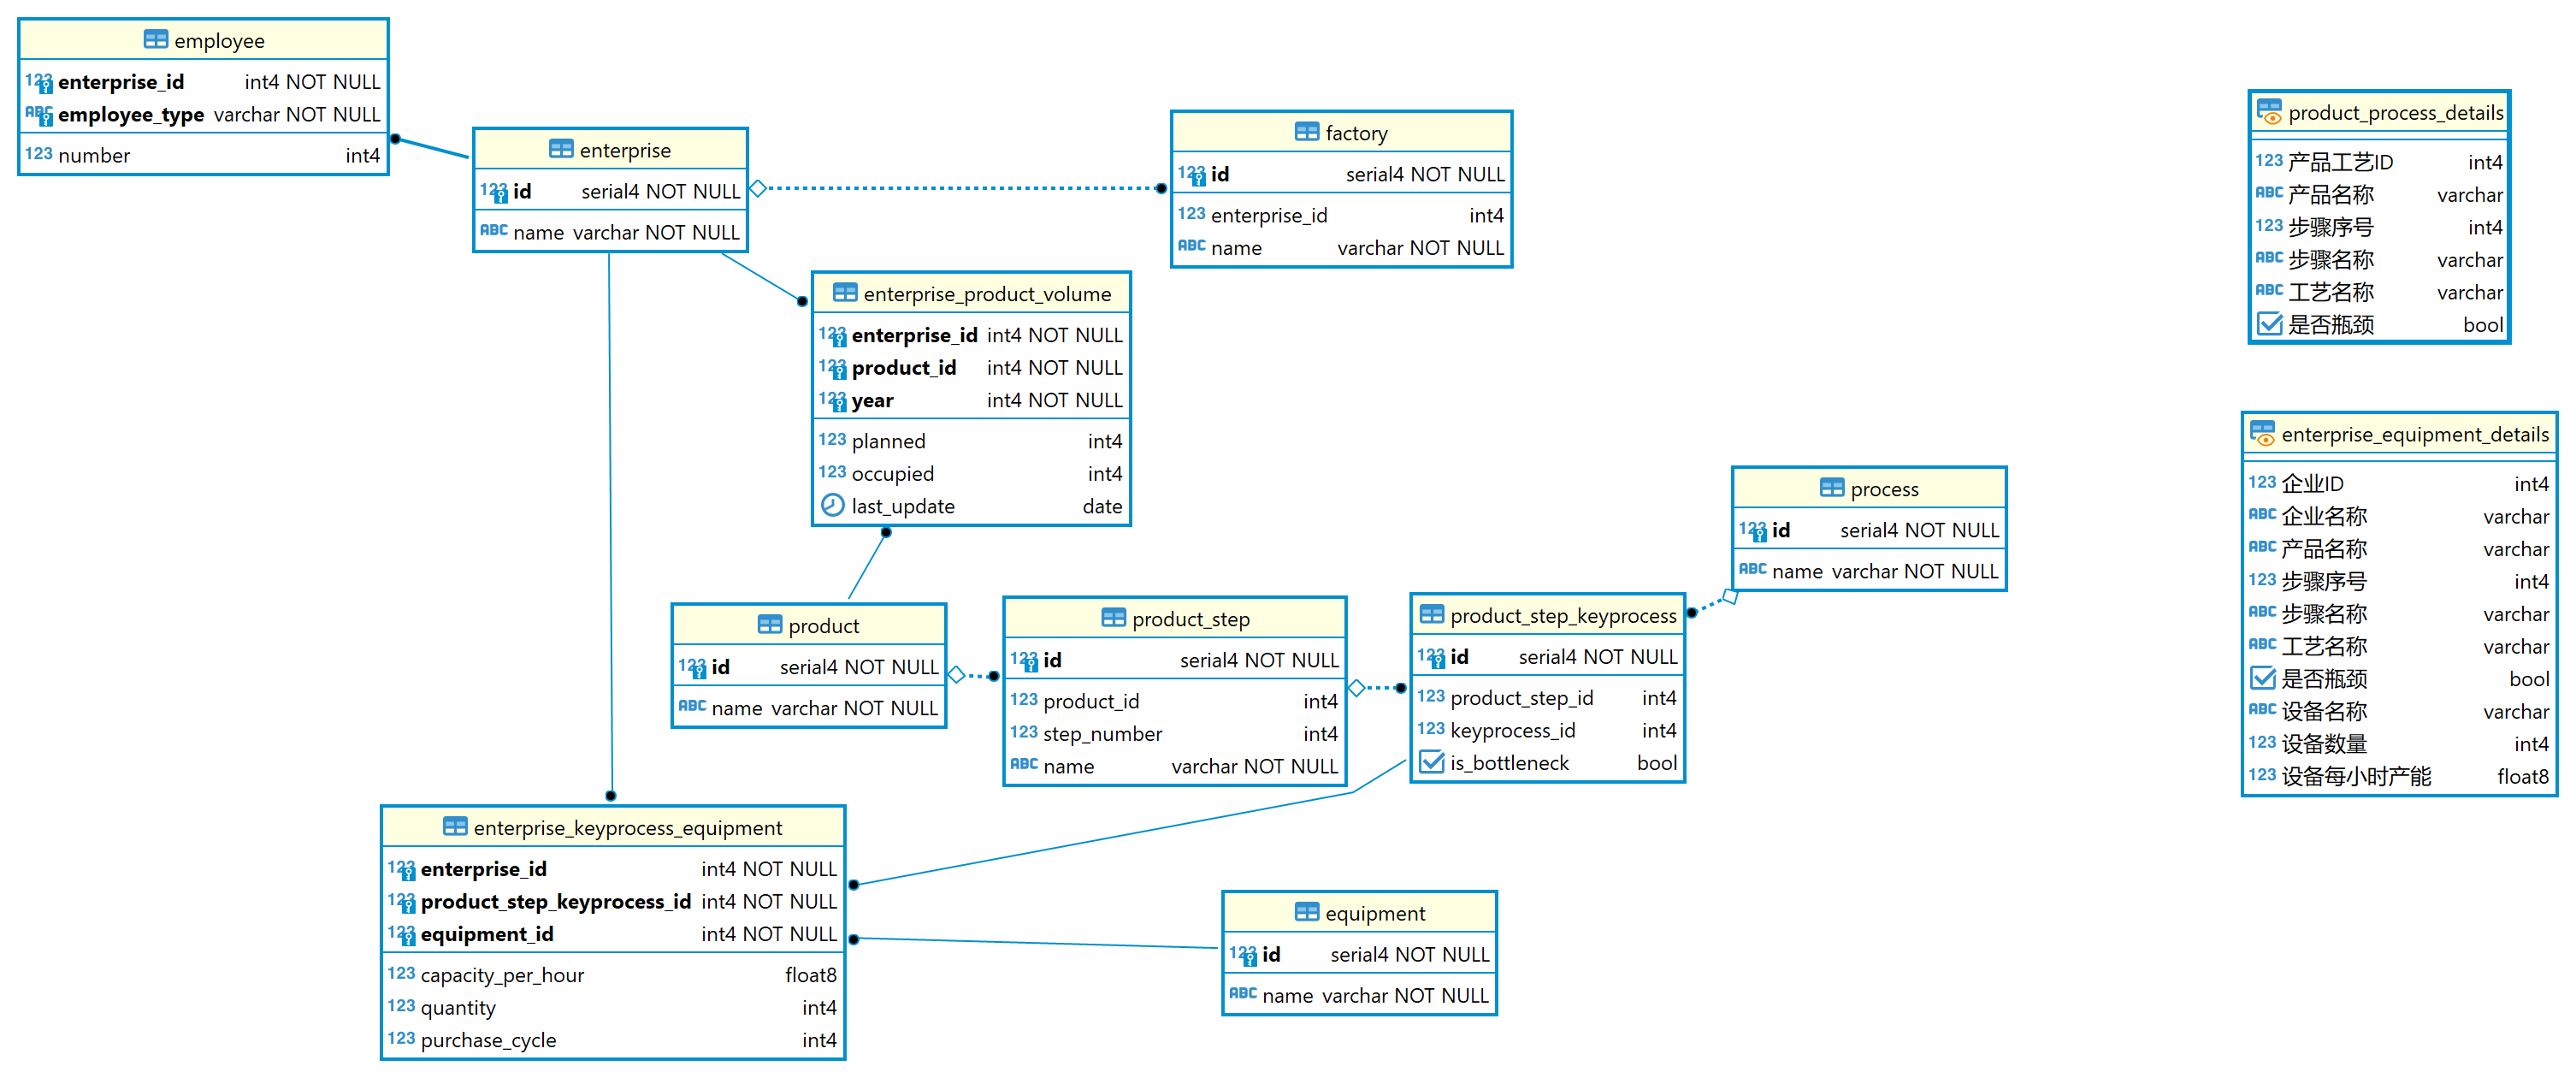 employee
123 enterprise_id int4 NOT NULL
ABC employee_type varchar NOT NULL
123 number int4
enterprise
123 id serial4 NOT NULL
ABC name varchar NOT NULL
factory
123 id serial4 NOT NULL
123 enterprise_id int4
ABC name varchar NOT NULL
enterprise_product_volume
123 enterprise_id int4 NOT NULL
123 product_id int4 NOT NULL
123 year int4 NOT NULL
123 planned int4
123 occupied int4
last_update date
product
123 id serial4 NOT NULL
ABC name varchar NOT NULL
product_step
123 id serial4 NOT NULL
123 product_id int4
123 step_number int4
ABC name varchar NOT NULL
product_step_keyprocess
123 id serial4 NOT NULL
123 product_step_id int4
123 keyprocess_id int4
is_bottleneck bool
process
123 id serial4 NOT NULL
ABC name varchar NOT NULL
enterprise_keyprocess_equipment
123 enterprise_id int4 NOT NULL
123 product_step_keyprocess_id int4 NOT NULL
123 equipment_id int4 NOT NULL
123 capacity_per_hour float8
123 quantity int4
123 purchase_cycle int4
equipment
123 id serial4 NOT NULL
ABC name varchar NOT NULL
product_process_details
123 产品工艺ID int4
ABC 产品名称 varchar
123 步骤序号 int4
ABC 步骤名称 varchar
ABC 工艺名称 varchar
是否瓶颈 bool
enterprise_equipment_details
123 企业ID int4
ABC 企业名称 varchar
ABC 产品名称 varchar
123 步骤序号 int4
ABC 步骤名称 varchar
ABC 工艺名称 varchar
是否瓶颈 bool
ABC 设备名称 varchar
123 设备数量 int4
123 设备每小时产能 float8